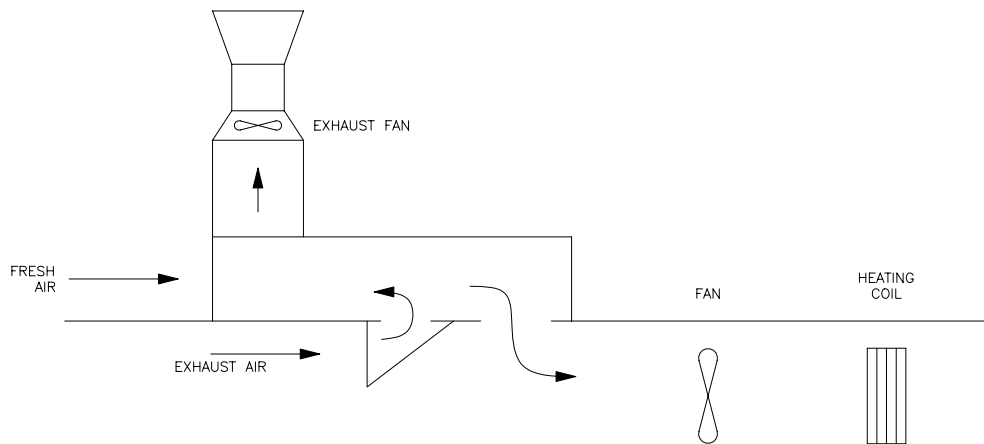 EXHAUST FAN
FRESH
AIR
FAN
HEATING
COIL
EXHAUST AIR